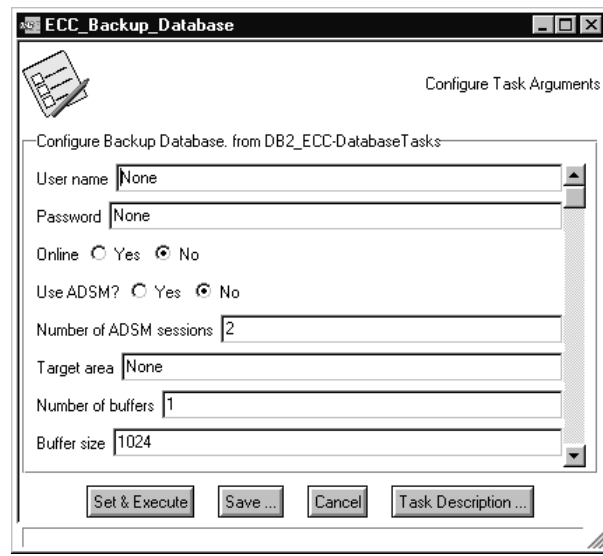 ECC_Backup_Database
Configure Task Arguments
Configure Backup Database. from DB2_ECC-DatabaseTasks
User name None
Password None
Online Yes No
Use ADSM? Yes No
Number of ADSM sessions 2
Target area None
Number of buffers 1
Buffer size 1024
Set & Execute Save ... Cancel Task Description ...